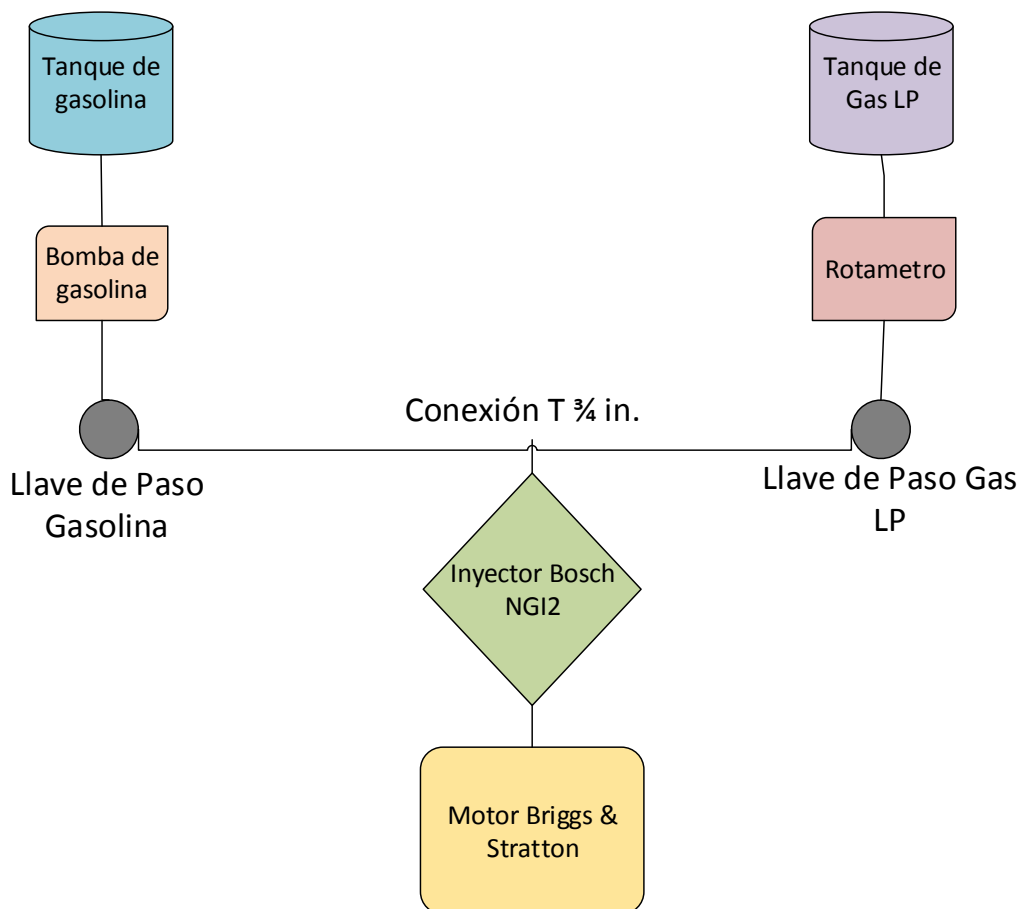 Tanque de
gasolina
Tanque de
Gas LP
Bomba de
gasolina
Rotametro
Conexión T ¾ in.
Llave de Paso
Gasolina
Llave de Paso Gas
LP
Inyector Bosch
NGI2
Motor Briggs &
Stratton